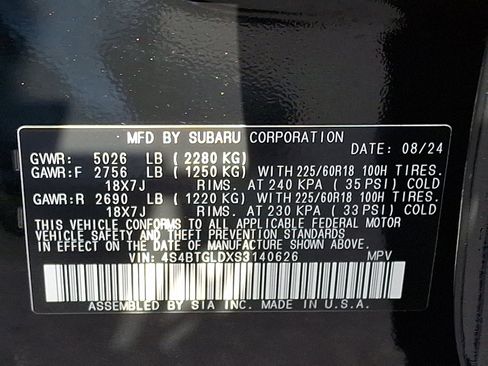 MFD BY SUBARU CORPORATION
DATE: 08/24
GVWR: 5026 LB (2280 KG)
GAWR:F 2756 LB (1250 KG) WITH 225/60R18 100H TIRES.
18X7J RIMS. AT 240 KPA (35 PSI) COLD
GAWR:R 2690 LB (1220 KG) WITH 225/60R18 100H TIRES.
18X7J RIMS. AT 230 KPA (33 PSI) COLD
THIS VEHICLE CONFORMS TO ALL APPLICABLE FEDERAL MOTOR
VEHICLE SAFETY AND THEFT PREVENTION STANDARDS
IN EFFECT ON THE DATE OF MANUFACTURE SHOWN ABOVE.
VIN: 4S4BTGLDXS3140626 MPV
ASSEMBLED BY SIA INC. MADE IN U.S.A.